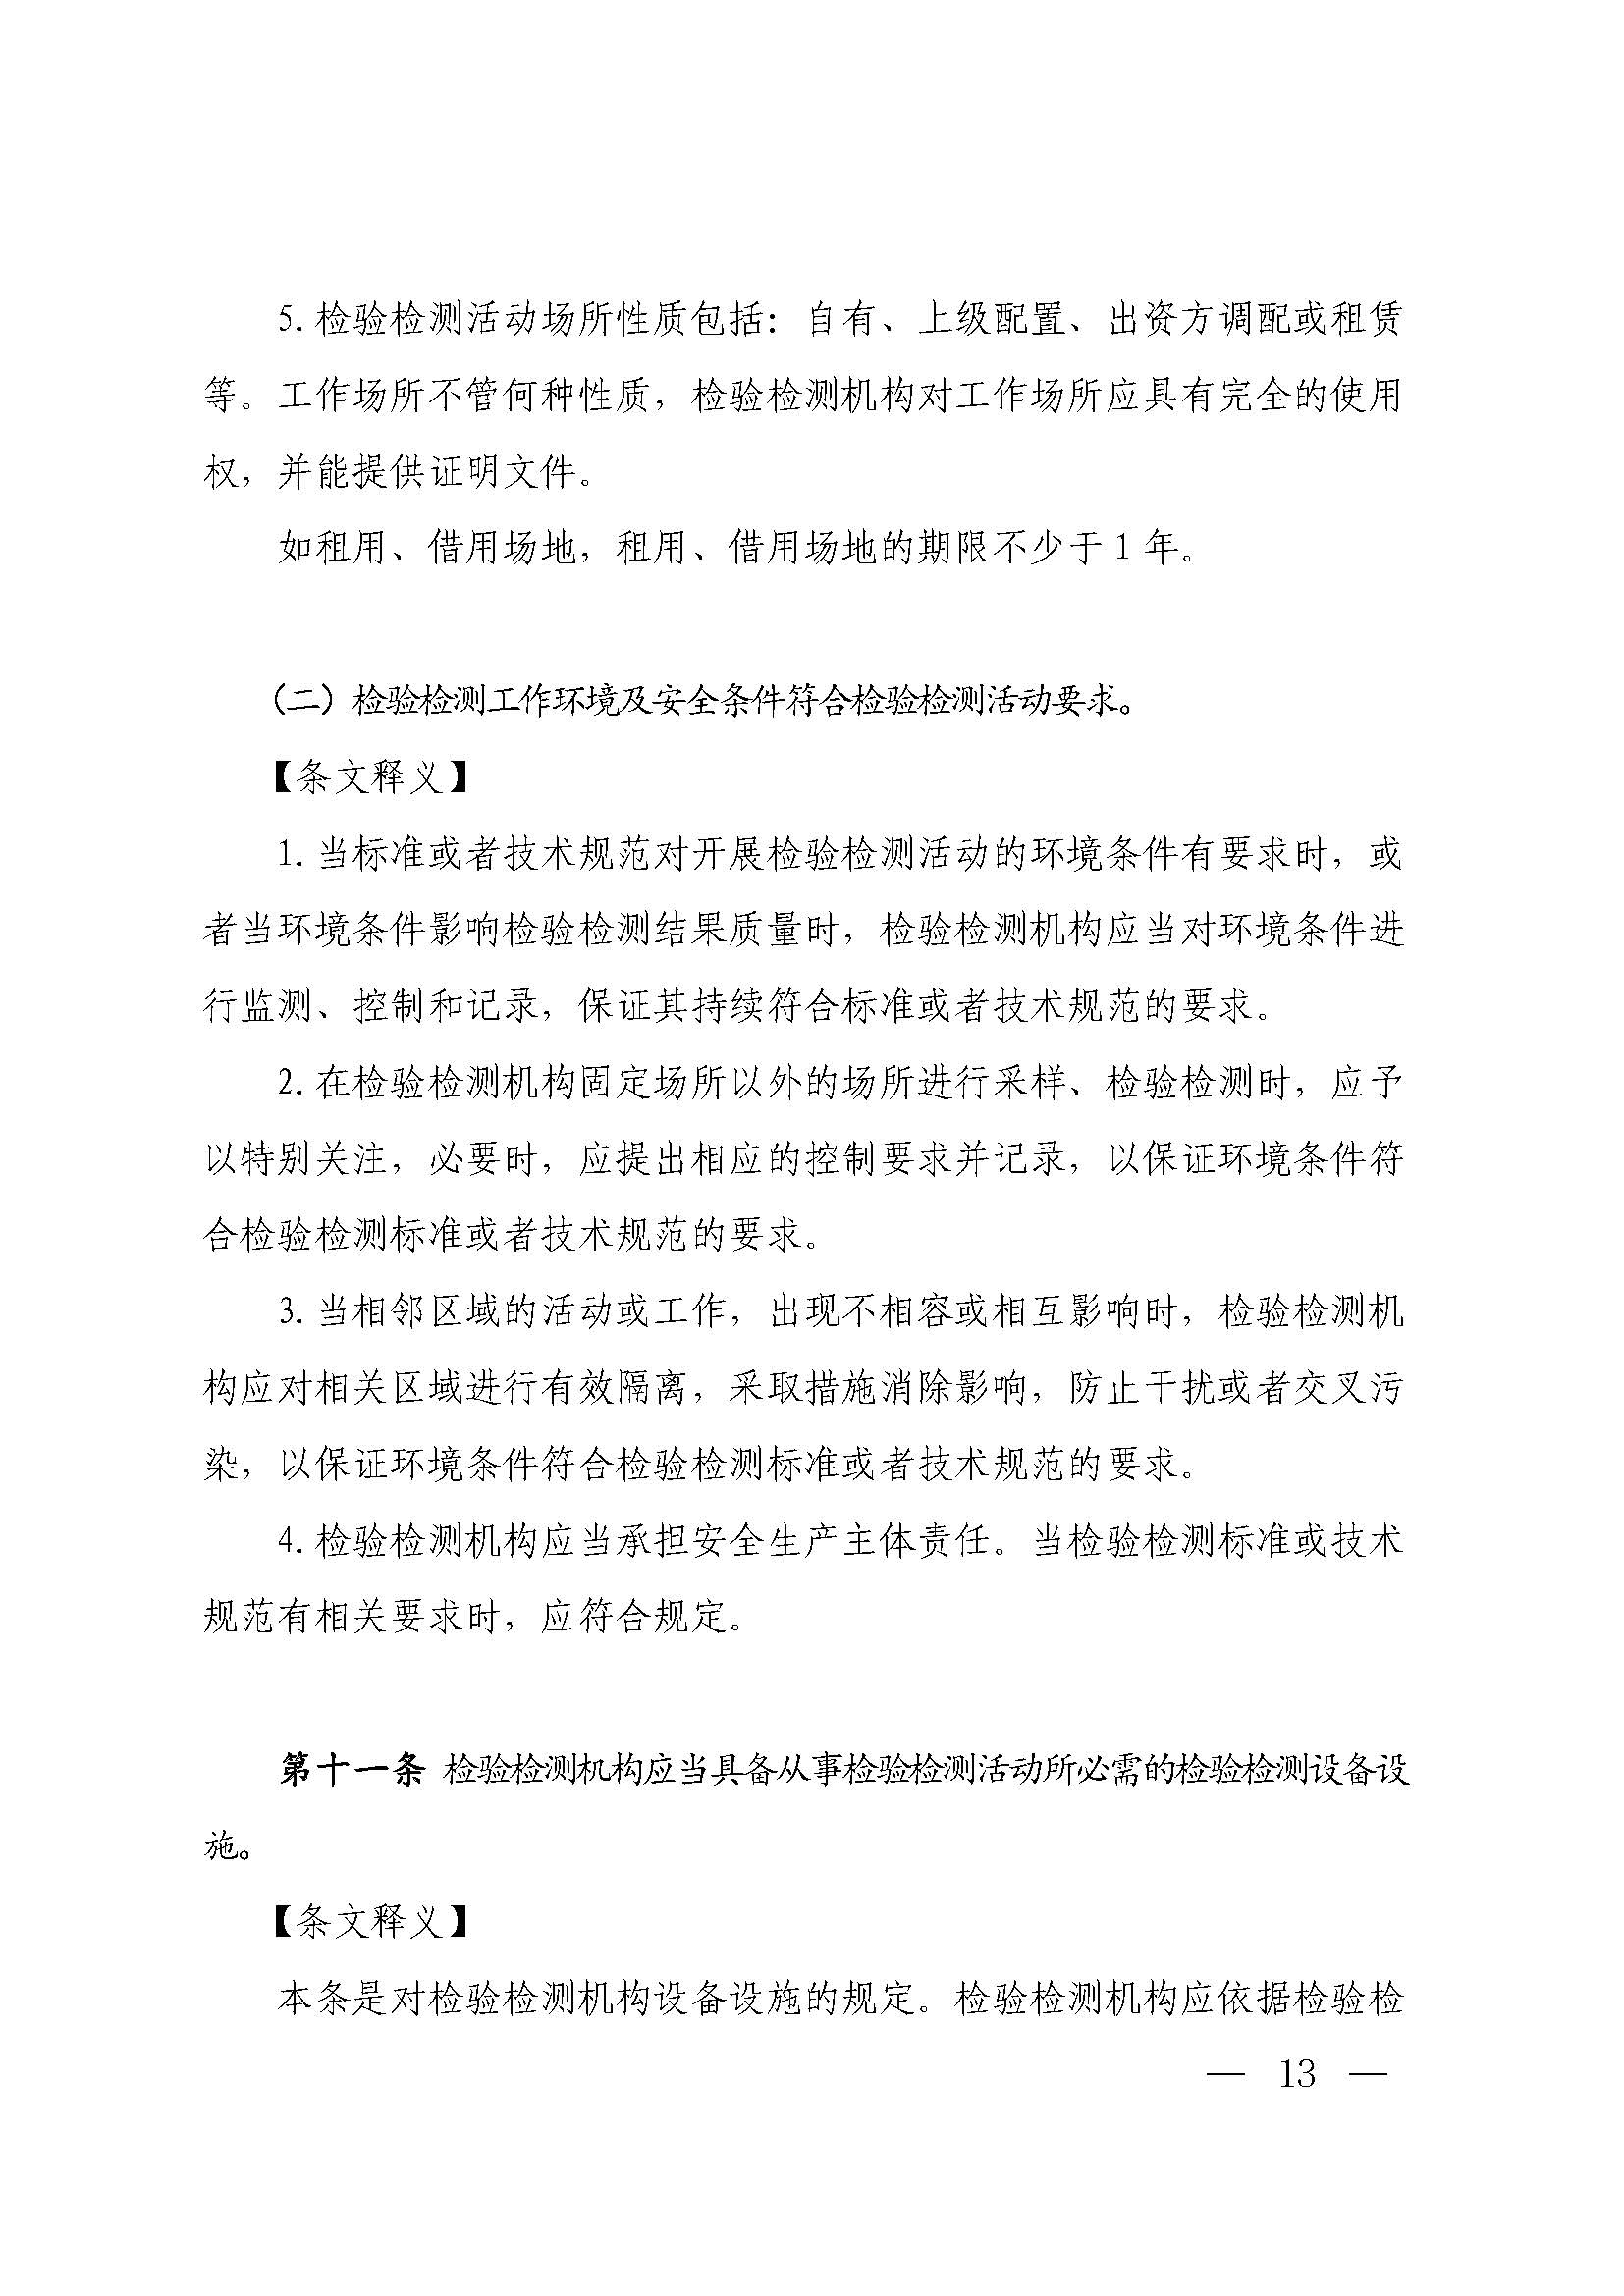 5.检验检测活动场所性质包括：自有、上级配置、出资方调配或租赁
等。工作场所不管何种性质，检验检测机构对工作场所应具有完全的使用
权，并能提供证明文件。
如租用、借用场地，租用、借用场地的期限不少于1年。
（二）检验检测工作环境及安全条件符合检验检测活动要求。
【条文释义】
1.当标准或者技术规范对开展检验检测活动的环境条件有要求时，或
者当环境条件影响检验检测结果质量时，检验检测机构应当对环境条件进
行监测、控制和记录，保证其持续符合标准或者技术规范的要求。
2.在检验检测机构固定场所以外的场所进行采样、检验检测时，应予
以特别关注，必要时，应提出相应的控制要求并记录，以保证环境条件符
合检验检测标准或者技术规范的要求。
3.当相邻区域的活动或工作，出现不相容或相互影响时，检验检测机
构应对相关区域进行有效隔离，采取措施消除影响，防止干扰或者交叉污
染，以保证环境条件符合检验检测标准或者技术规范的要求。
4.检验检测机构应当承担安全生产主体责任。当检验检测标准或技术
规范有相关要求时，应符合规定。
第十一条 检验检测机构应当具备从事检验检测活动所必需的检验检测设备设
施。
【条文释义】
本条是对检验检测机构设备设施的规定。检验检测机构应依据检验检
— 13 —